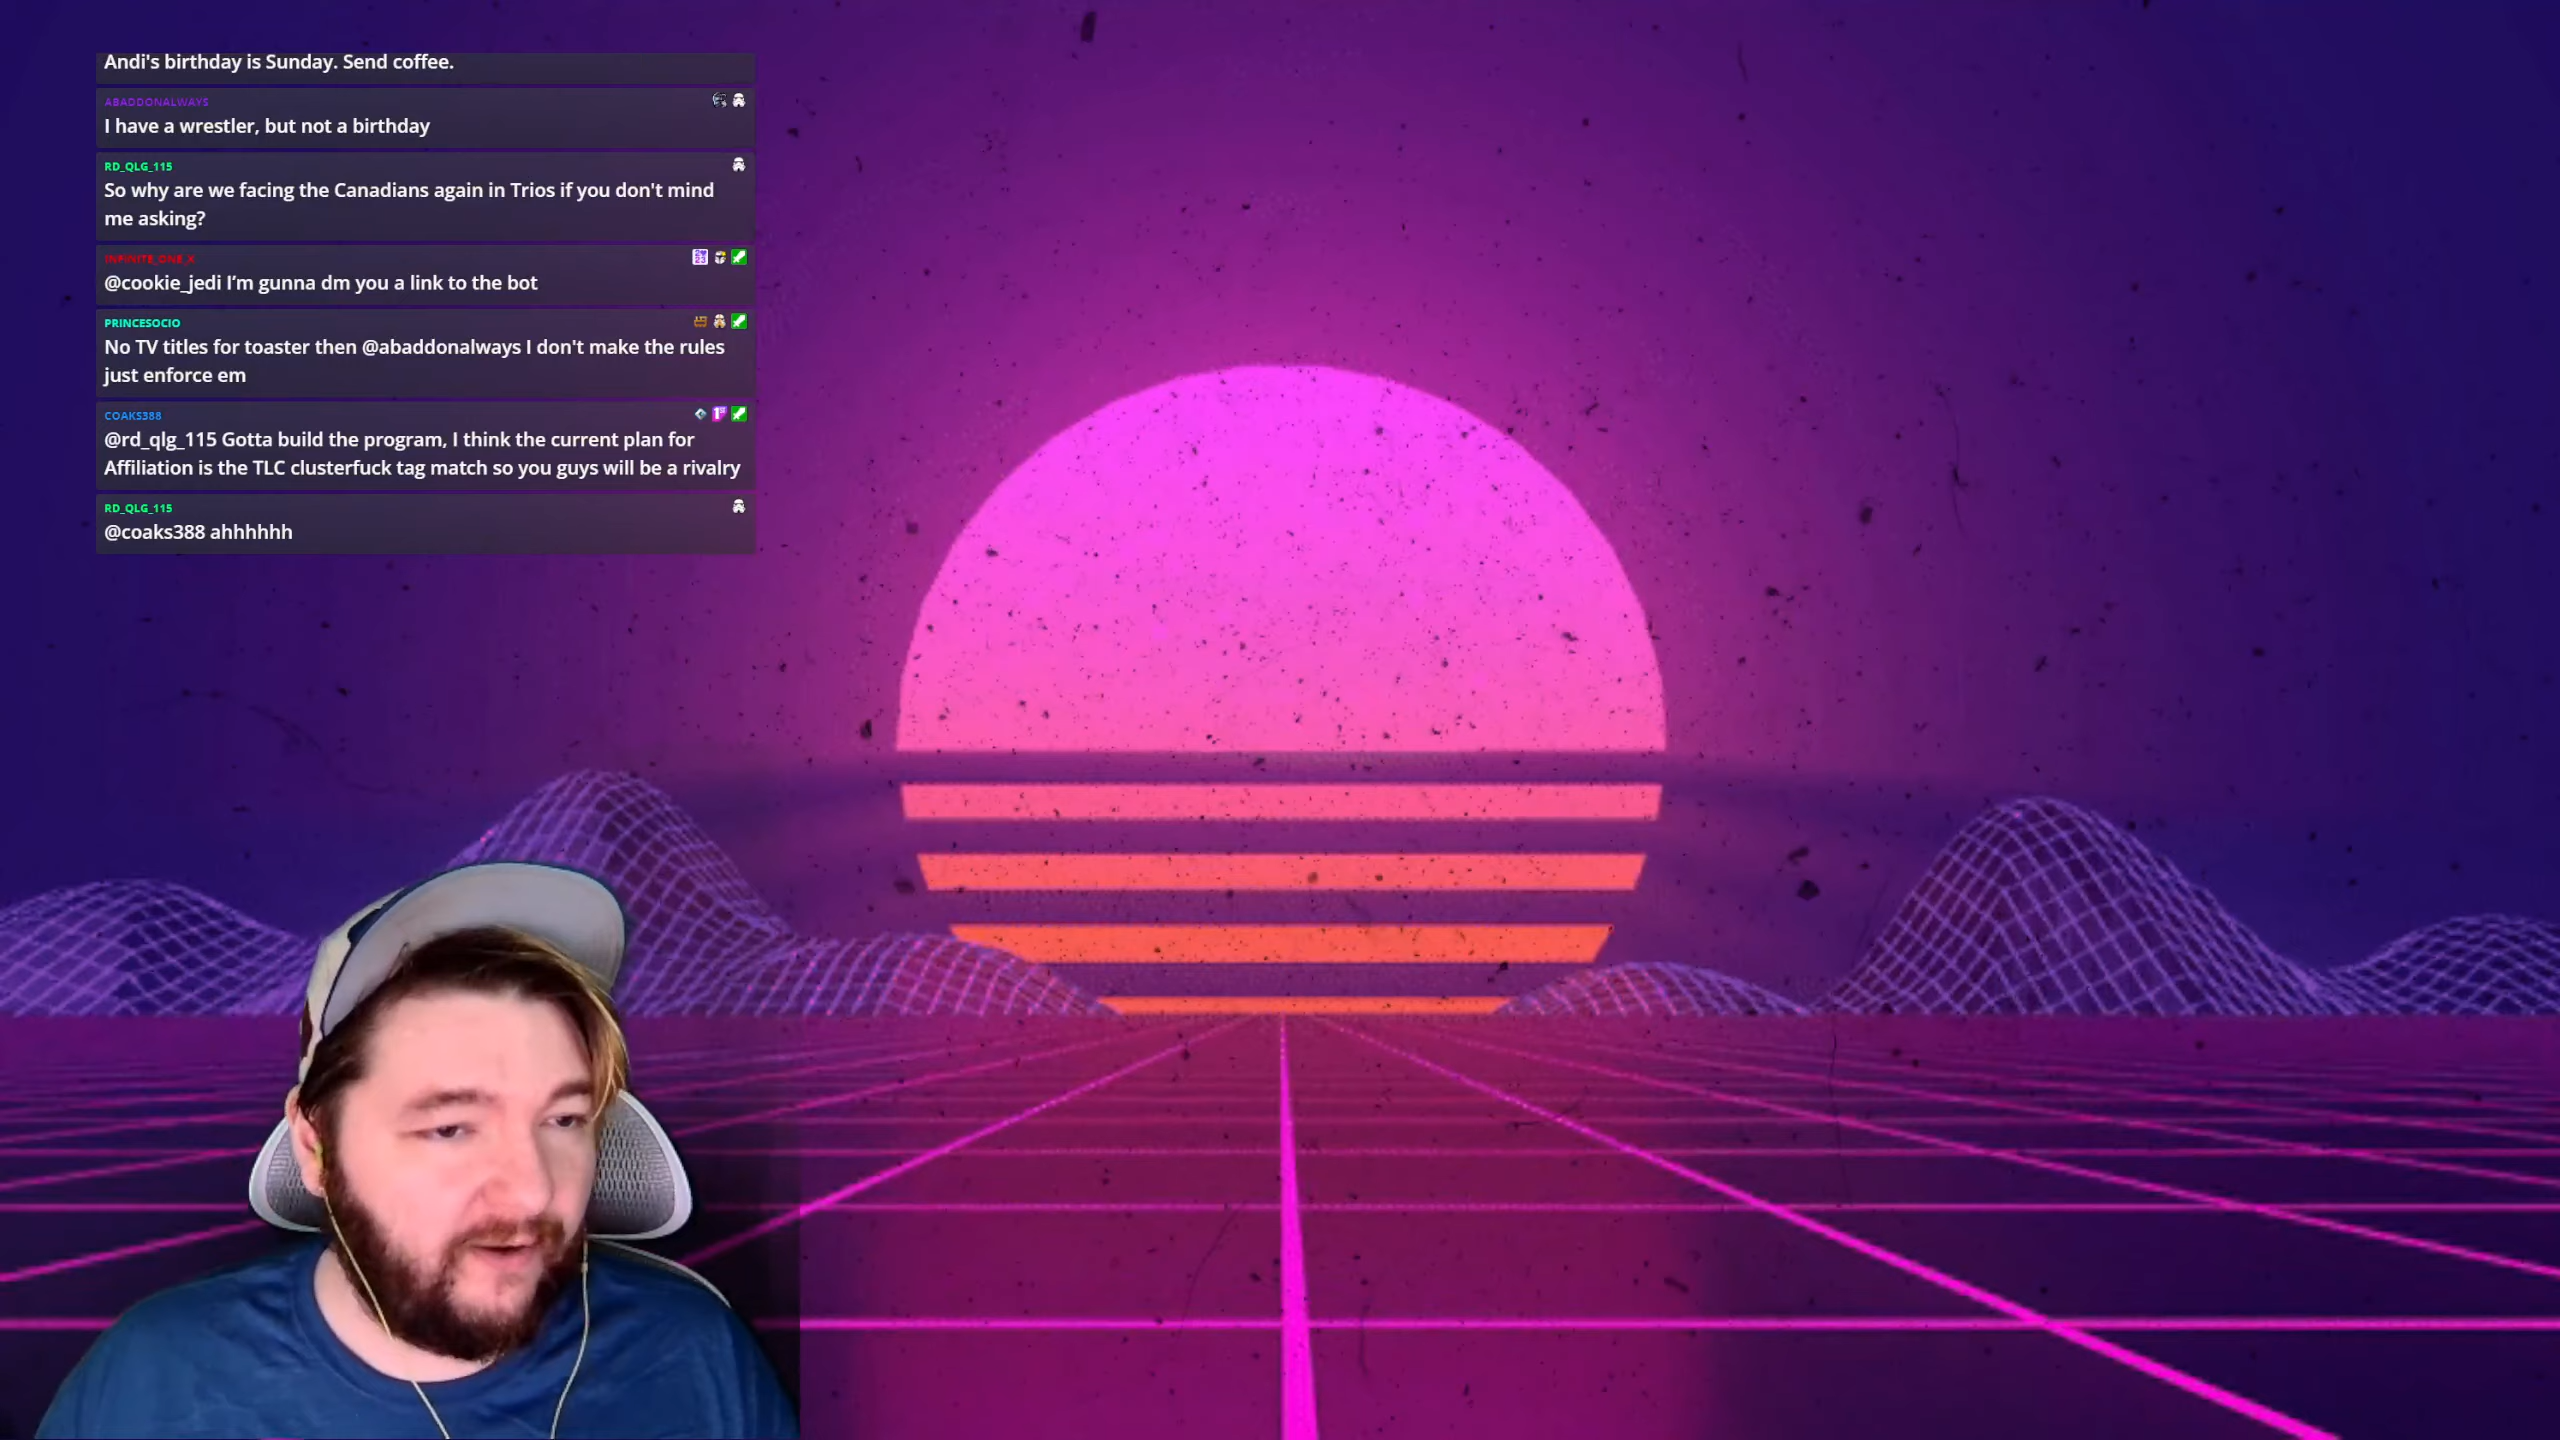 Andi's birthday is Sunday. Send coffee.
ABADDONALWAYS
I have a wrestler, but not a birthday
RD_QLG_115
So why are we facing the Canadians again in Trios if you don't mind
me asking?
INFINITE_ONE_X
@cookie_jedi I’m gunna dm you a link to the bot
PRINCESOCIO
No TV titles for toaster then @abaddonalways I don't make the rules
just enforce em
COAKS388
@rd_qlg_115 Gotta build the program, I think the current plan for
Affiliation is the TLC clusterfuck tag match so you guys will be a rivalry
RD_QLG_115
@coaks388 ahhhhhh